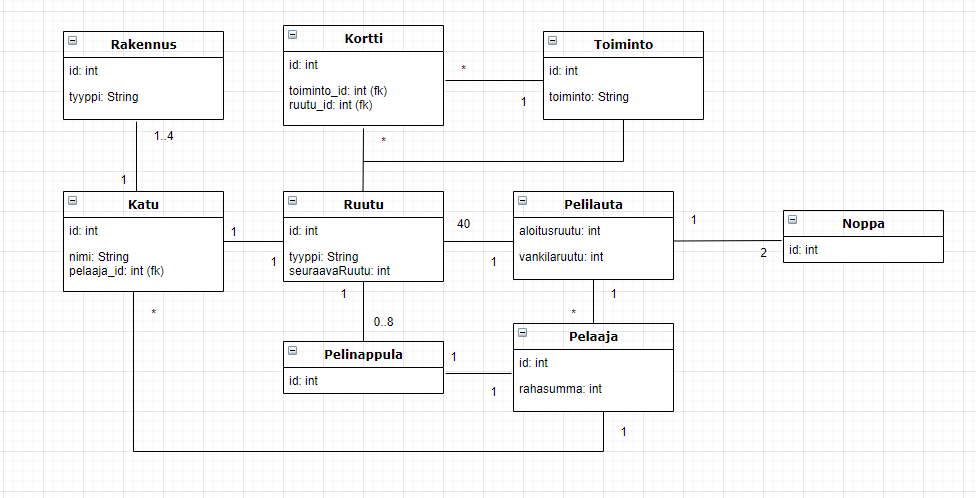 Rakennus
id: int
tyyppi: String
Kortti
id: int
toiminto_id: int (fk)
ruutu_id: int (fk)
Toiminto
id: int
toiminto: String
*
1
1..4
1
*
Katu
id: int
nimi: String
pelaaja_id: int (fk)
1
1
Ruutu
id: int
tyyppi: String
seuraavaRuutu: int
40
1
Pelilauta
aloitusruutu: int
vankilaruutu: int
1
2
Noppa
id: int
*
1
0..8
1
*
Pelinappula
id: int
1
1
Pelaaja
id: int
rahasumma: int
1